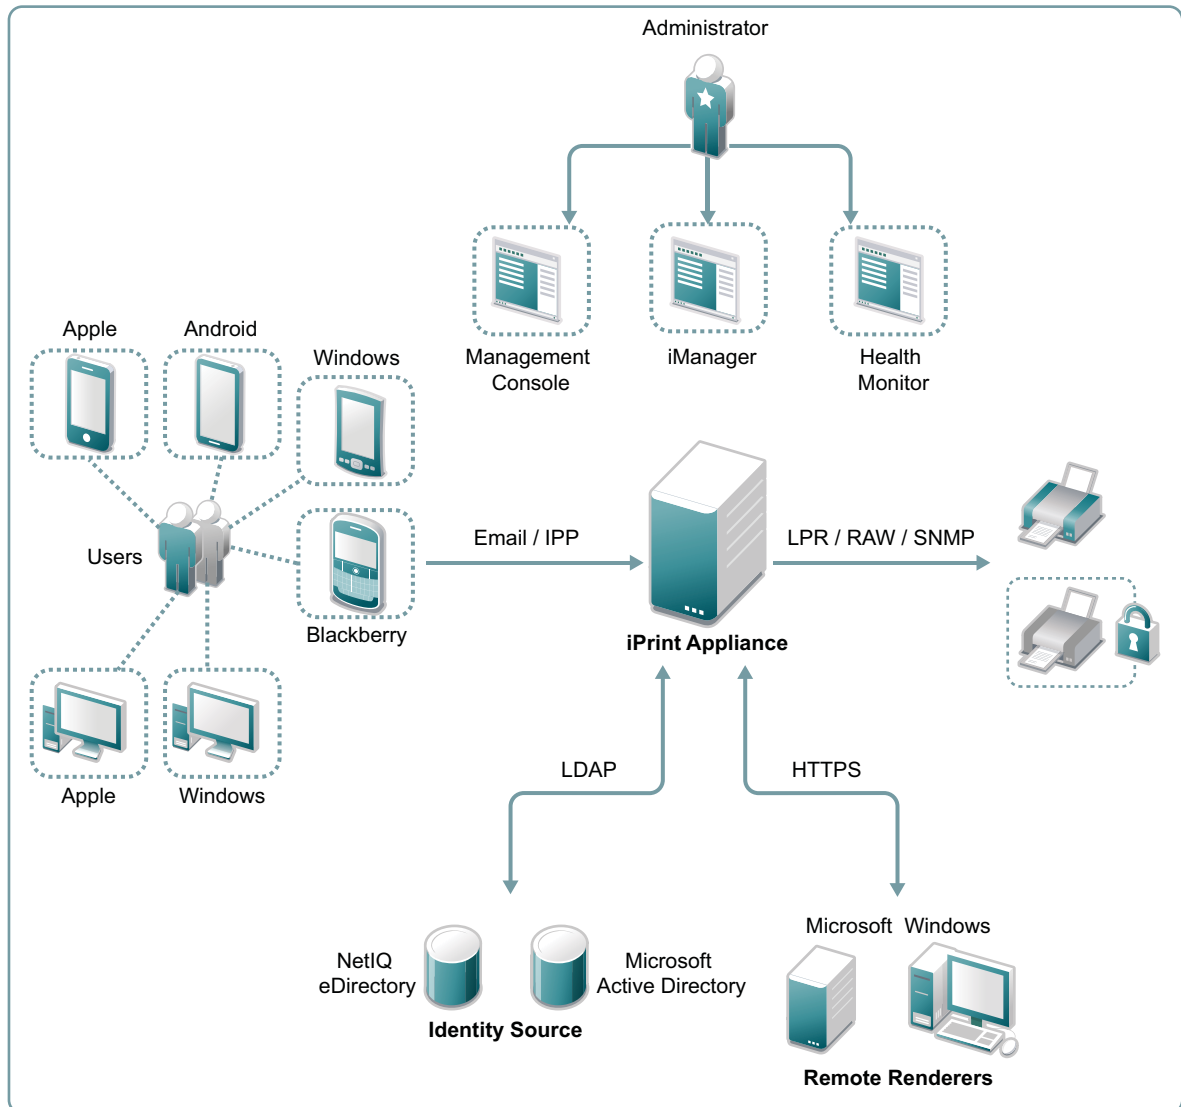 Administrator
Management
Console
iManager
Health
Monitor
Apple
Android
Windows
Users
Blackberry
Apple
Windows
Email / IPP
iPrint Appliance
LPR / RAW / SNMP
LDAP
HTTPS
NetIQ
eDirectory
Microsoft
Active Directory
Identity Source
Microsoft Windows
Remote Renderers